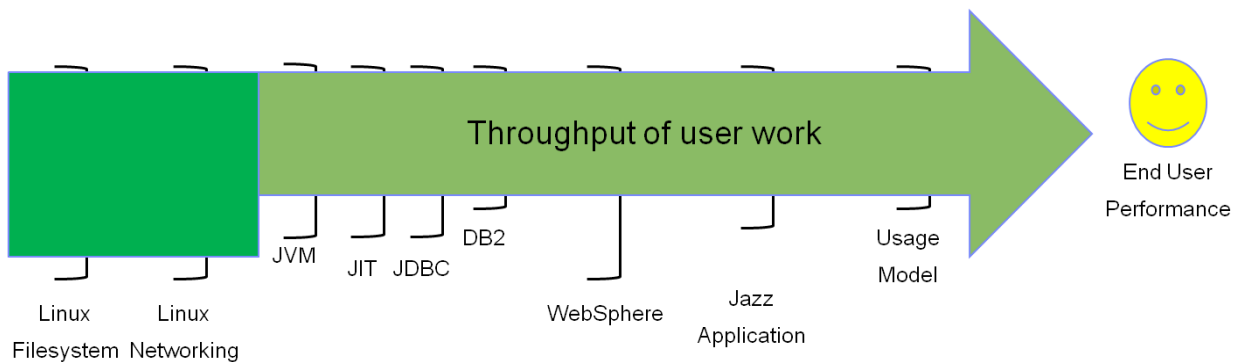 Throughput of user work
End User
Performance
JVM
JIT
JDBC
DB2
Usage
Model
Linux
Filesystem
Linux
Networking
WebSphere
Jazz
Application